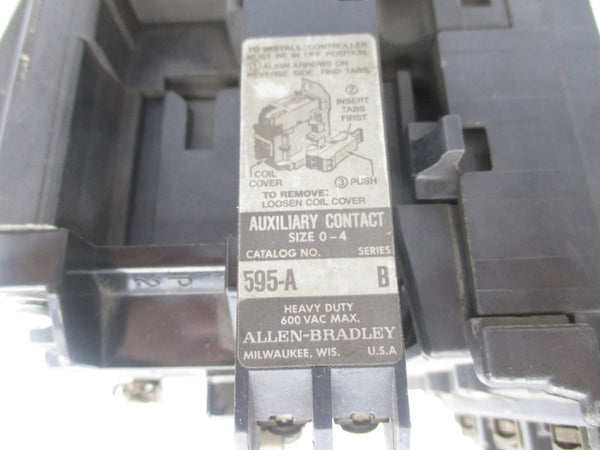 TO INSTALL: CONTROLLER
MUST BE IN OFF POSITION.
① ALIGN ARROWS ON
REVERSE SIDE. FIND TABS.
②
INSERT
TABS
FIRST
COIL
COVER
③ PUSH
TO REMOVE:
LOOSEN COIL COVER
AUXILIARY CONTACT
SIZE 0-4
CATALOG NO. SERIES
595-A B
HEAVY DUTY
600 VAC MAX.
ALLEN-BRADLEY
MILWAUKEE, WIS. U.S.A
P
2